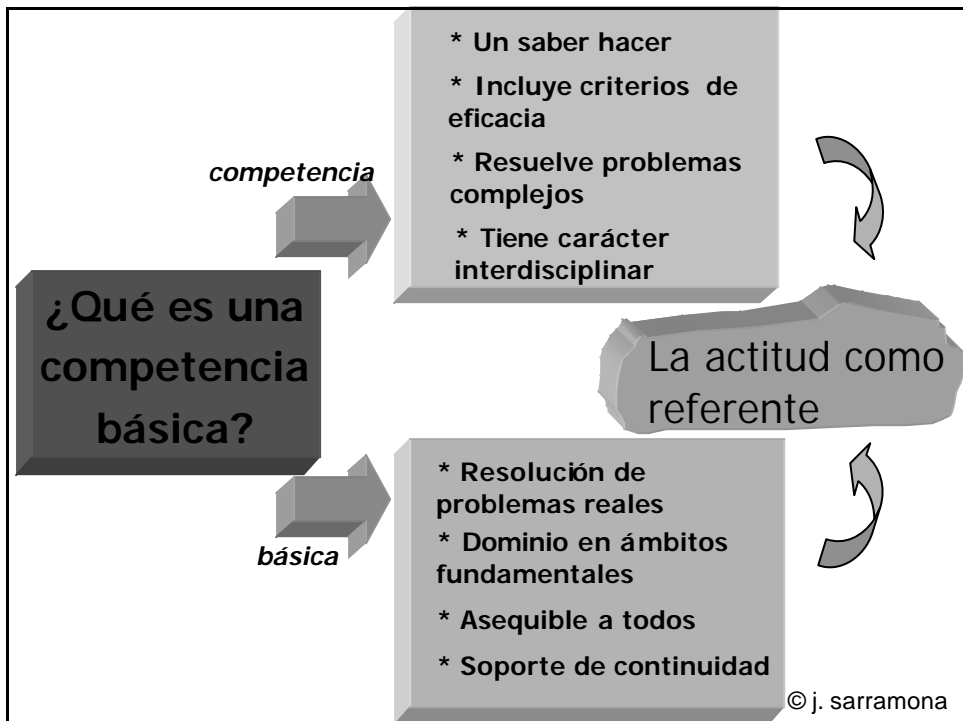 ¿Qué es una
competencia
básica?
competencia
* Un saber hacer
* Incluye criterios de
eficacia
* Resuelve problemas
complejos
* Tiene carácter
interdisciplinar
básica
* Resolución de
problemas reales
* Dominio en ámbitos
fundamentales
* Asequible a todos
* Soporte de continuidad
La actitud como
referente
© j. sarramona